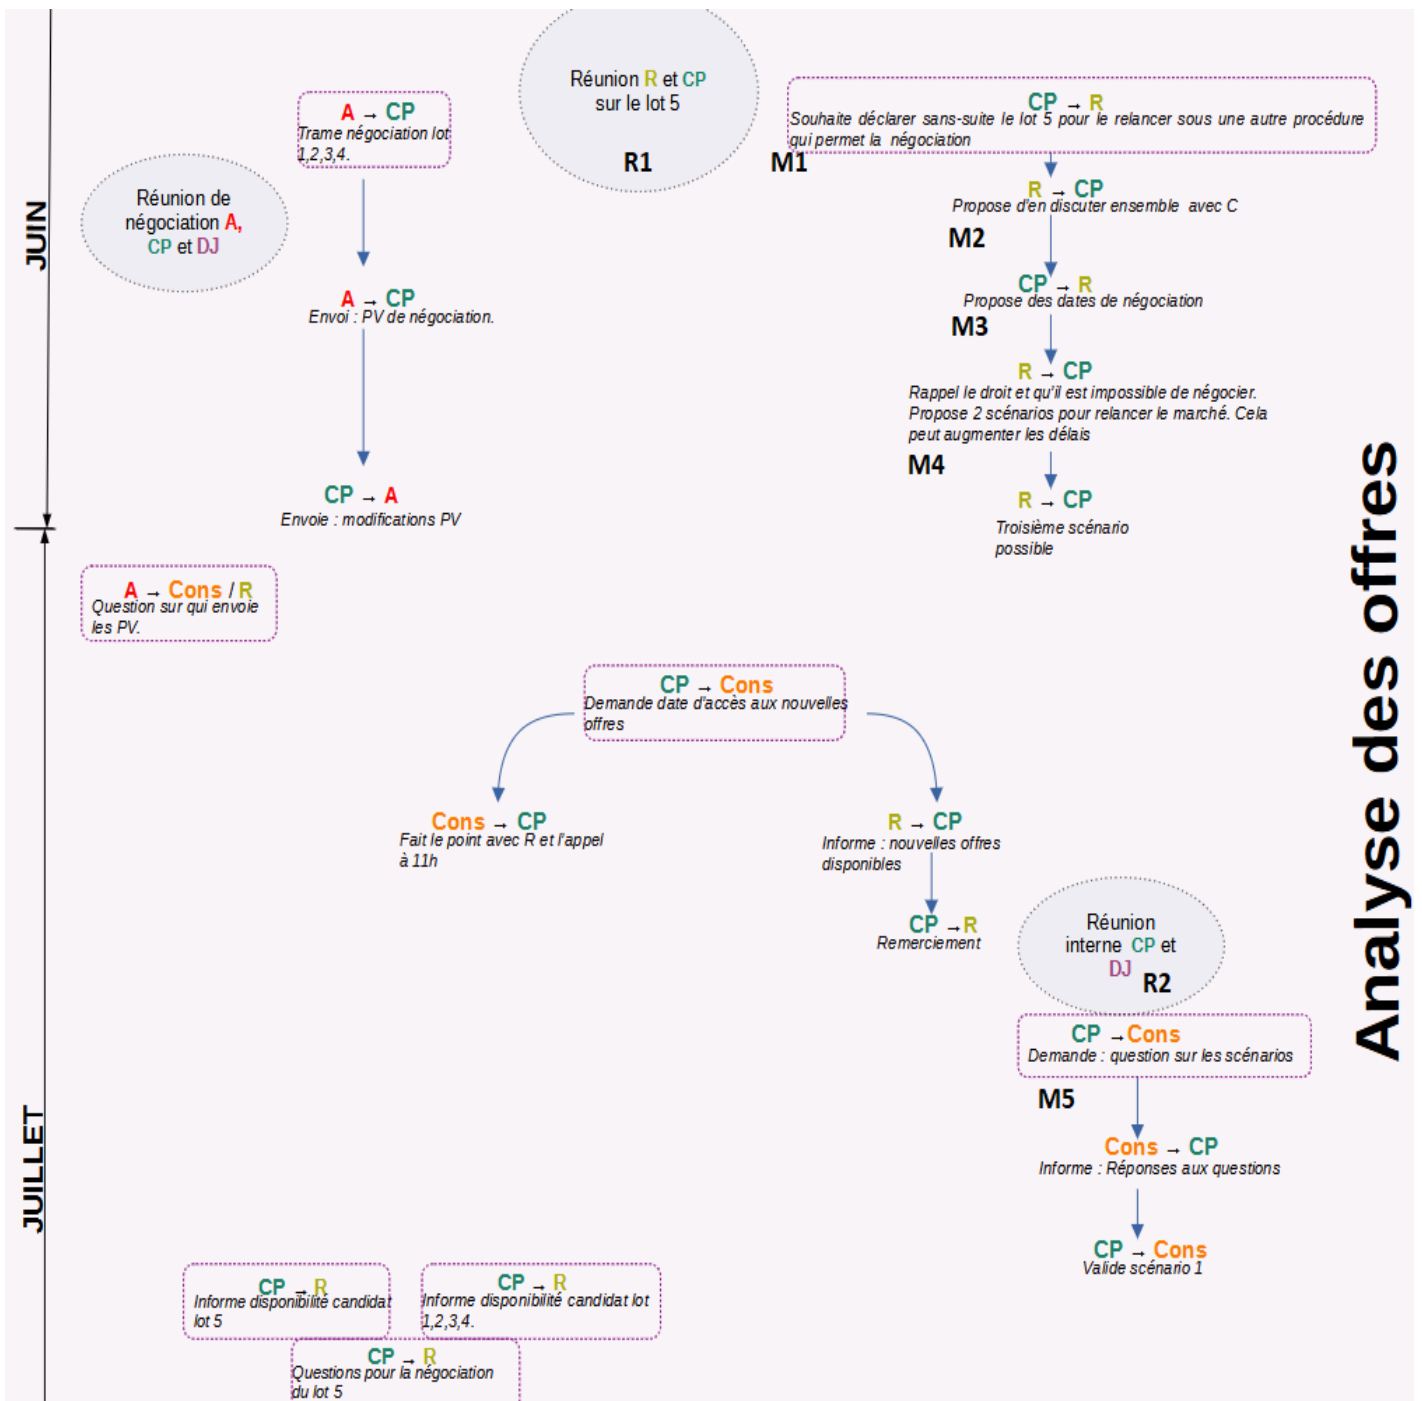 JUIN
Réunion R et CP
sur le lot 5
R1
A → CP
Trame négociation lot
1,2,3,4.
Réunion de
négociation A,
CP et DJ
A → CP
Envoi : PV de négociation.
CP → A
Envoie : modifications PV
CP → R
Souhaite déclarer sans-suite le lot 5 pour le relancer sous une autre procédure
qui permet la négociation
M1
R → CP
Propose d'en discuter ensemble avec C
M2
CP → R
Propose des dates de négociation
M3
R → CP
Rappel le droit et qu'il est impossible de négocier.
Propose 2 scénarios pour relancer le marché. Cela
peut augmenter les délais
M4
R → CP
Troisième scénario
possible
Analyse des offres
JUILLET
A → Cons / R
Question sur qui envoie
les PV.
CP → Cons
Demande date d'accès aux nouvelles
offres
Cons → CP
Fait le point avec R et l'appel
à 11h
R → CP
Informe : nouvelles offres
disponibles
CP →R
Remerciement
Réunion
interne CP et
DJ
R2
CP →Cons
Demande : question sur les scénarios
M5
Cons → CP
Informe : Réponses aux questions
CP → Cons
Valide scénario 1
CP → R
Informe disponibilité candidat
lot 5
CP → R
Informe disponibilité candidat lot
1,2,3,4.
CP → R
Questions pour la négociation
du lot 5